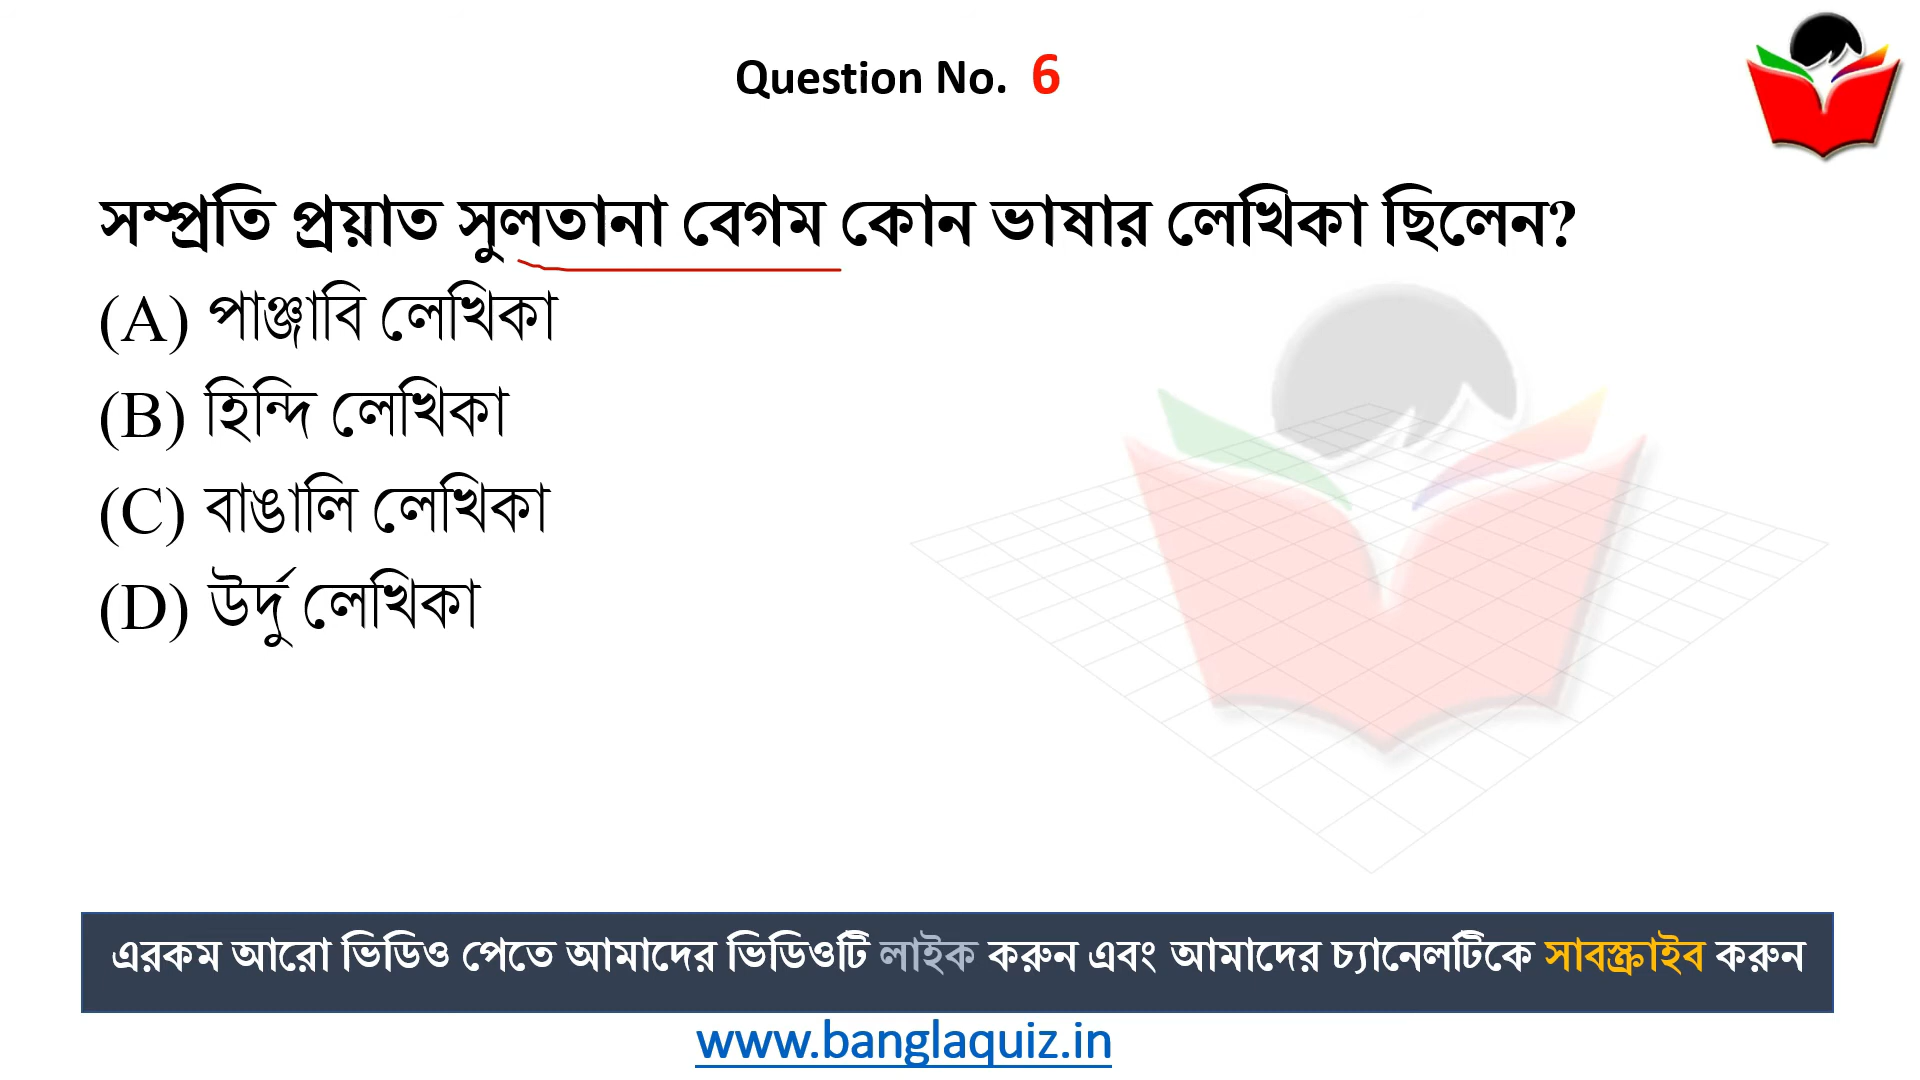 Question No. 6
সম্প্রতি প্রয়াত সুলতানা বেগম কোন ভাষার লেখিকা ছিলেন?
(A) পাঞ্জাবি লেখিকা
(B) হিন্দি লেখিকা
(C) বাঙালি লেখিকা
(D) উর্দু লেখিকা
এরকম আরো ভিডিও পেতে আমাদের ভিডিওটি লাইক করুন এবং আমাদের চ্যানেলটিকে সাবস্ক্রাইব করুন
www.banglaquiz.in